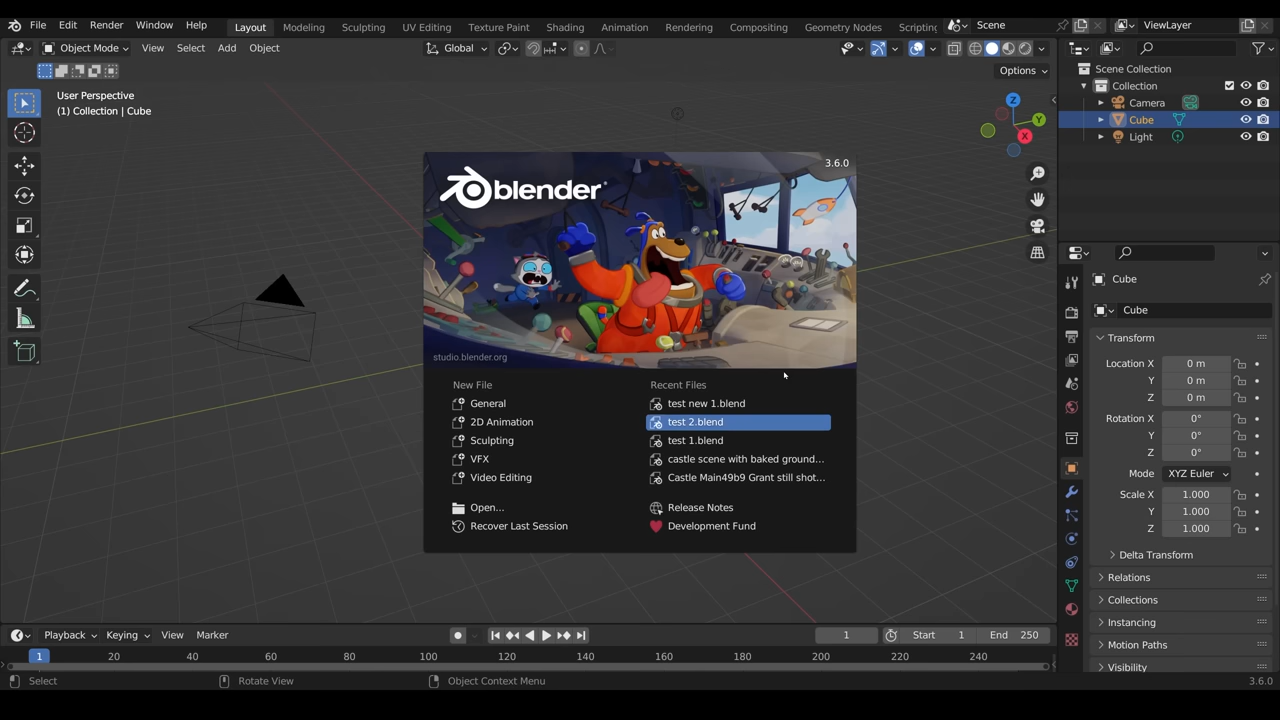 File Edit Render Window Help Layout Modeling Sculpting UV Editing Texture Paint Shading Animation Rendering Compositing Geometry Nodes Scripting Scene ViewLayer
Object Mode View Select Add Object Global
Options
User Perspective
(1) Collection | Cube
Z
Y
X
3.6.0
blender
studio.blender.org
New File
General
2D Animation
Sculpting
VFX
Video Editing
Open...
Recover Last Session
Recent Files
test new 1.blend
test 2.blend
test 1.blend
castle scene with baked ground...
Castle Main49b9 Grant still shot...
Release Notes
Development Fund
Scene Collection
Collection
Camera
Cube
Light
Cube
Cube
Transform
Location X 0 m
Y 0 m
Z 0 m
Rotation X 0°
Y 0°
Z 0°
Mode XYZ Euler
Scale X 1.000
Y 1.000
Z 1.000
Delta Transform
Relations
Collections
Instancing
Motion Paths
Visibility
Playback Keying View Marker 1 Start 1 End 250
1 20 40 60 80 100 120 140 160 180 200 220 240
Select Rotate View Object Context Menu 3.6.0